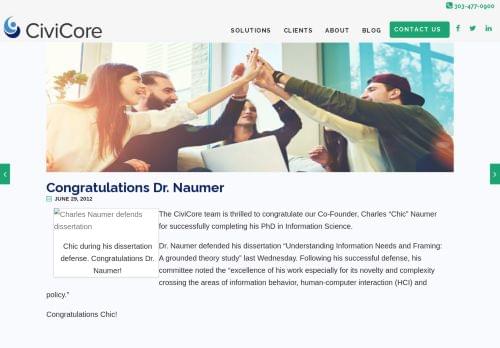 303-477-0900
CiviCore
SOLUTIONS CLIENTS ABOUT BLOG CONTACT US
Congratulations Dr. Naumer
JUNE 29, 2012
Charles Naumer defends
dissertation
Chic during his dissertation
defense. Congratulations Dr.
Naumer!
The CiviCore team is thrilled to congratulate our Co-Founder, Charles “Chic” Naumer
for successfully completing his PhD in Information Science.
Dr. Naumer defended his dissertation “Understanding Information Needs and Framing:
A grounded theory study” last Wednesday. Following his successful defense, his
committee noted the “excellence of his work especially for its novelty and complexity
crossing the areas of information behavior, human-computer interaction (HCI) and
policy.”
Congratulations Chic!